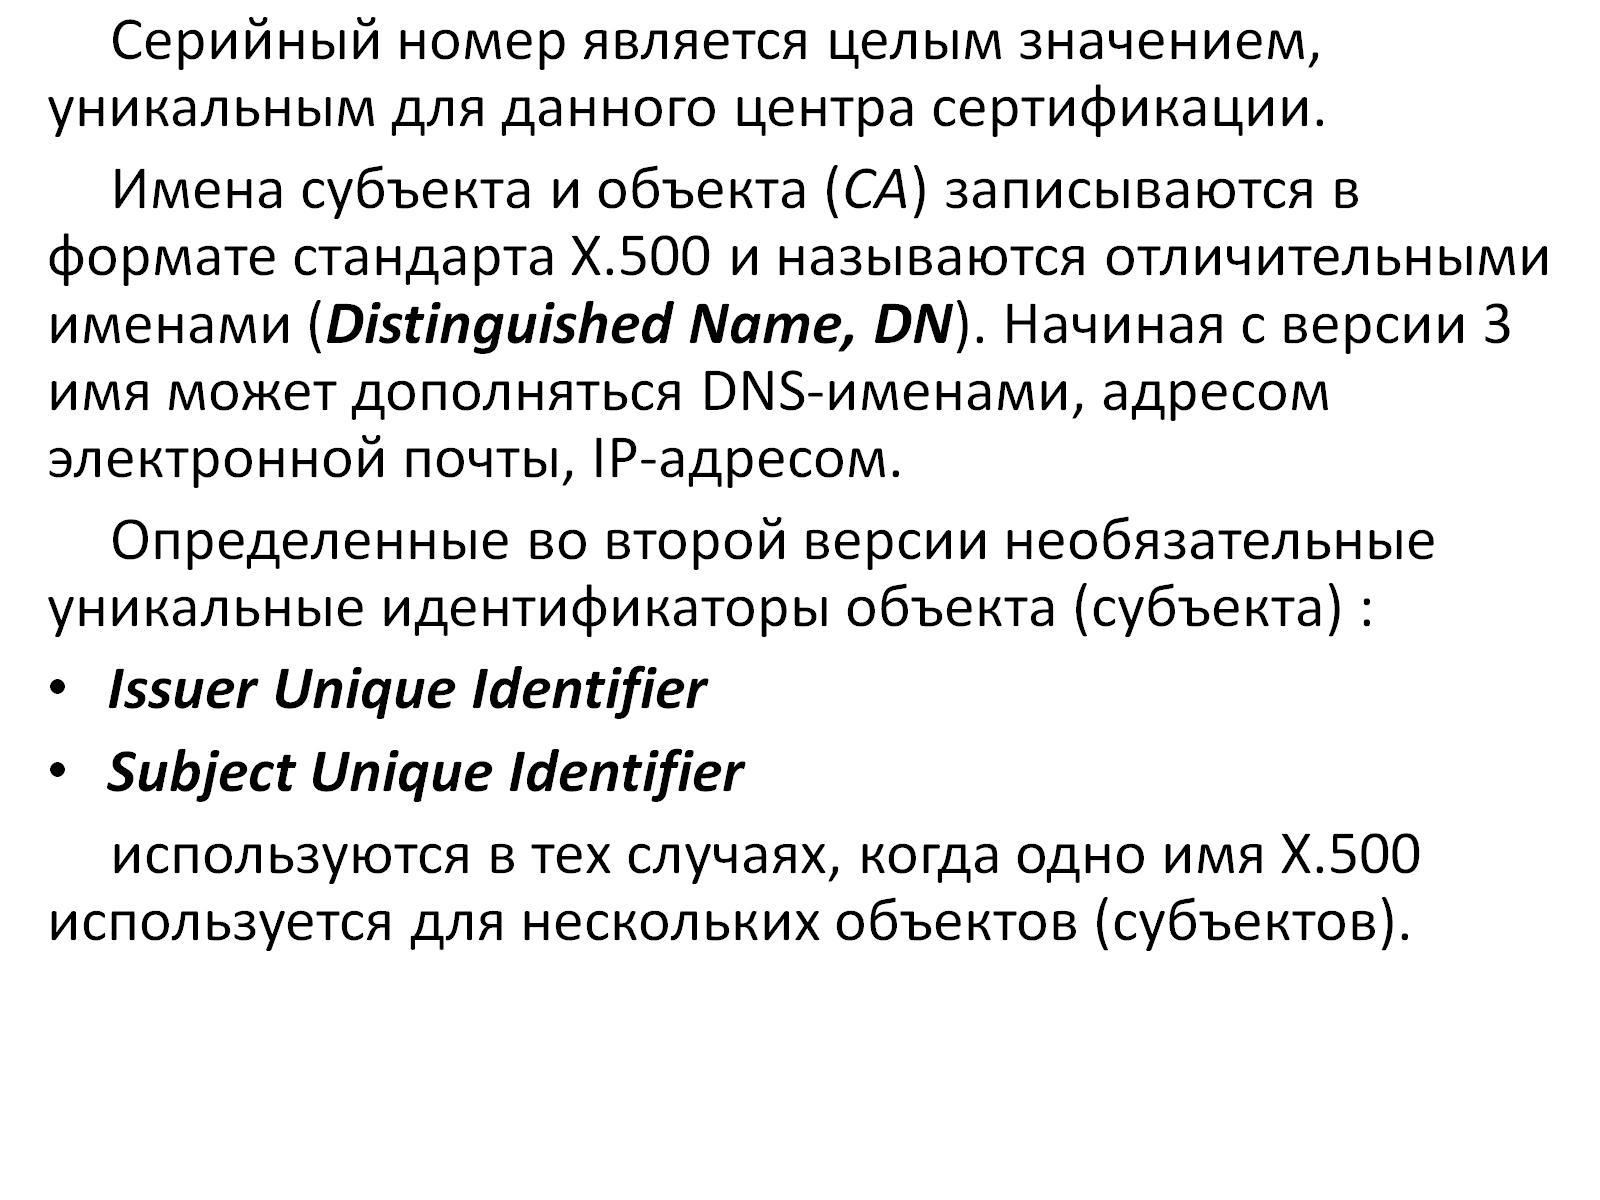 Серийный номер является целым значением,
уникальным для данного центра сертификации.
Имена субъекта и объекта (CA) записываются в
формате стандарта X.500 и называются отличительными
именами (Distinguished Name, DN). Начиная с версии 3
имя может дополняться DNS-именами, адресом
электронной почты, IP-адресом.
Определенные во второй версии необязательные
уникальные идентификаторы объекта (субъекта) :
• Issuer Unique Identifier
• Subject Unique Identifier
используются в тех случаях, когда одно имя X.500
используется для нескольких объектов (субъектов).